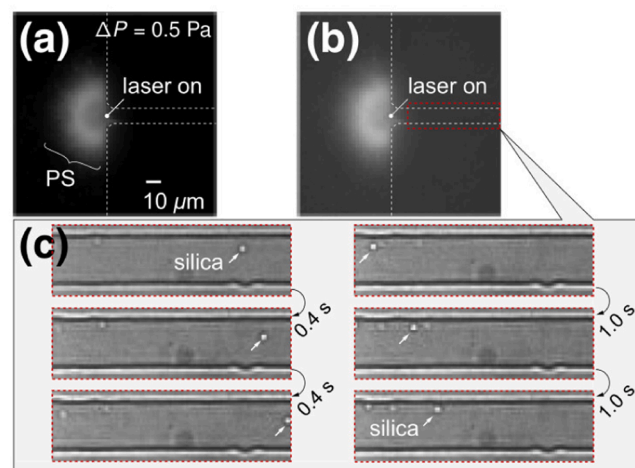 (a)
ΔP = 0.5 Pa
laser on
PS
10 μm
(b)
laser on
(c)
silica
0.4 s
0.4 s
1.0 s
1.0 s
silica